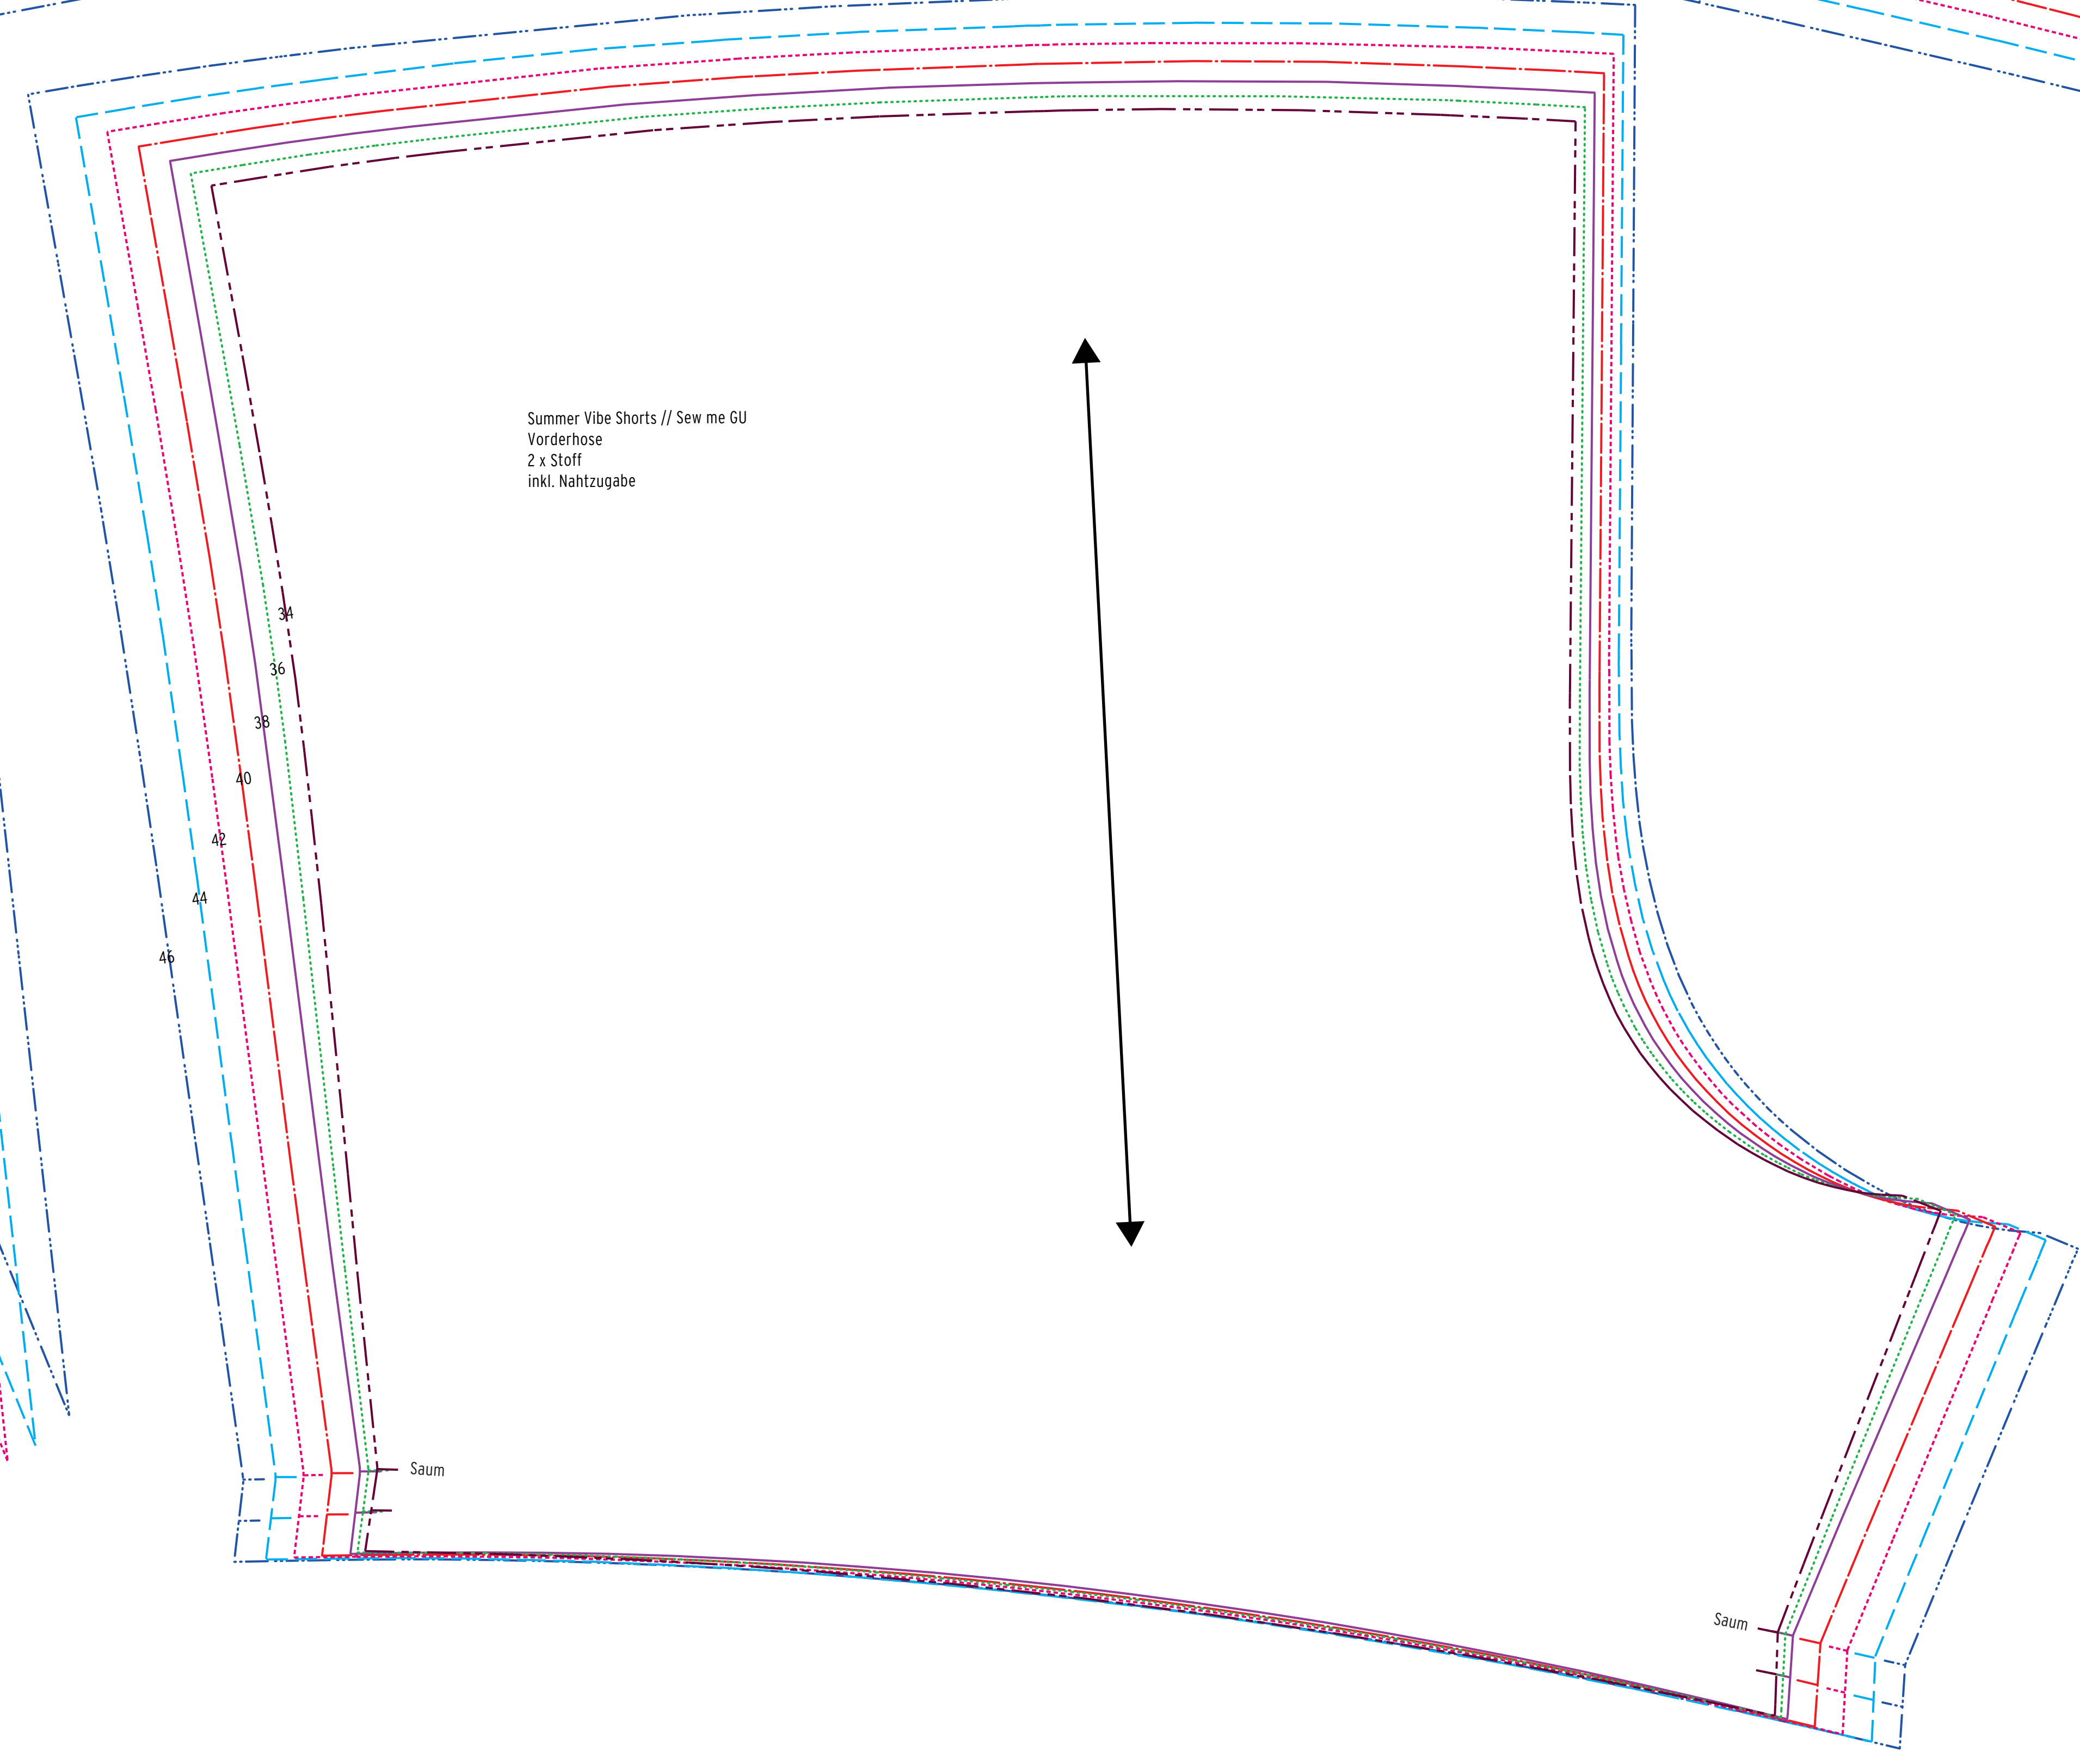 Summer Vibe Shorts // Sew me GU
Vorderhose
2 x Stoff
inkl. Nahtzugabe
34
36
38
40
42
44
46
Saum
Saum